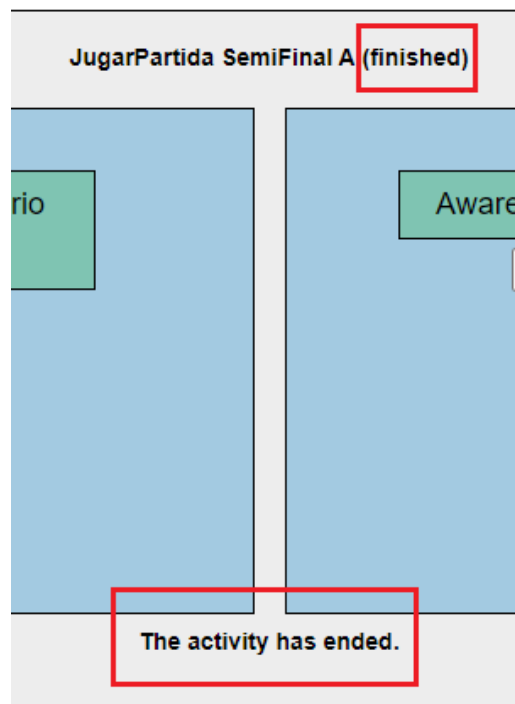 JugarPartida SemiFinal A (finished)
rio
Aware
The activity has ended.